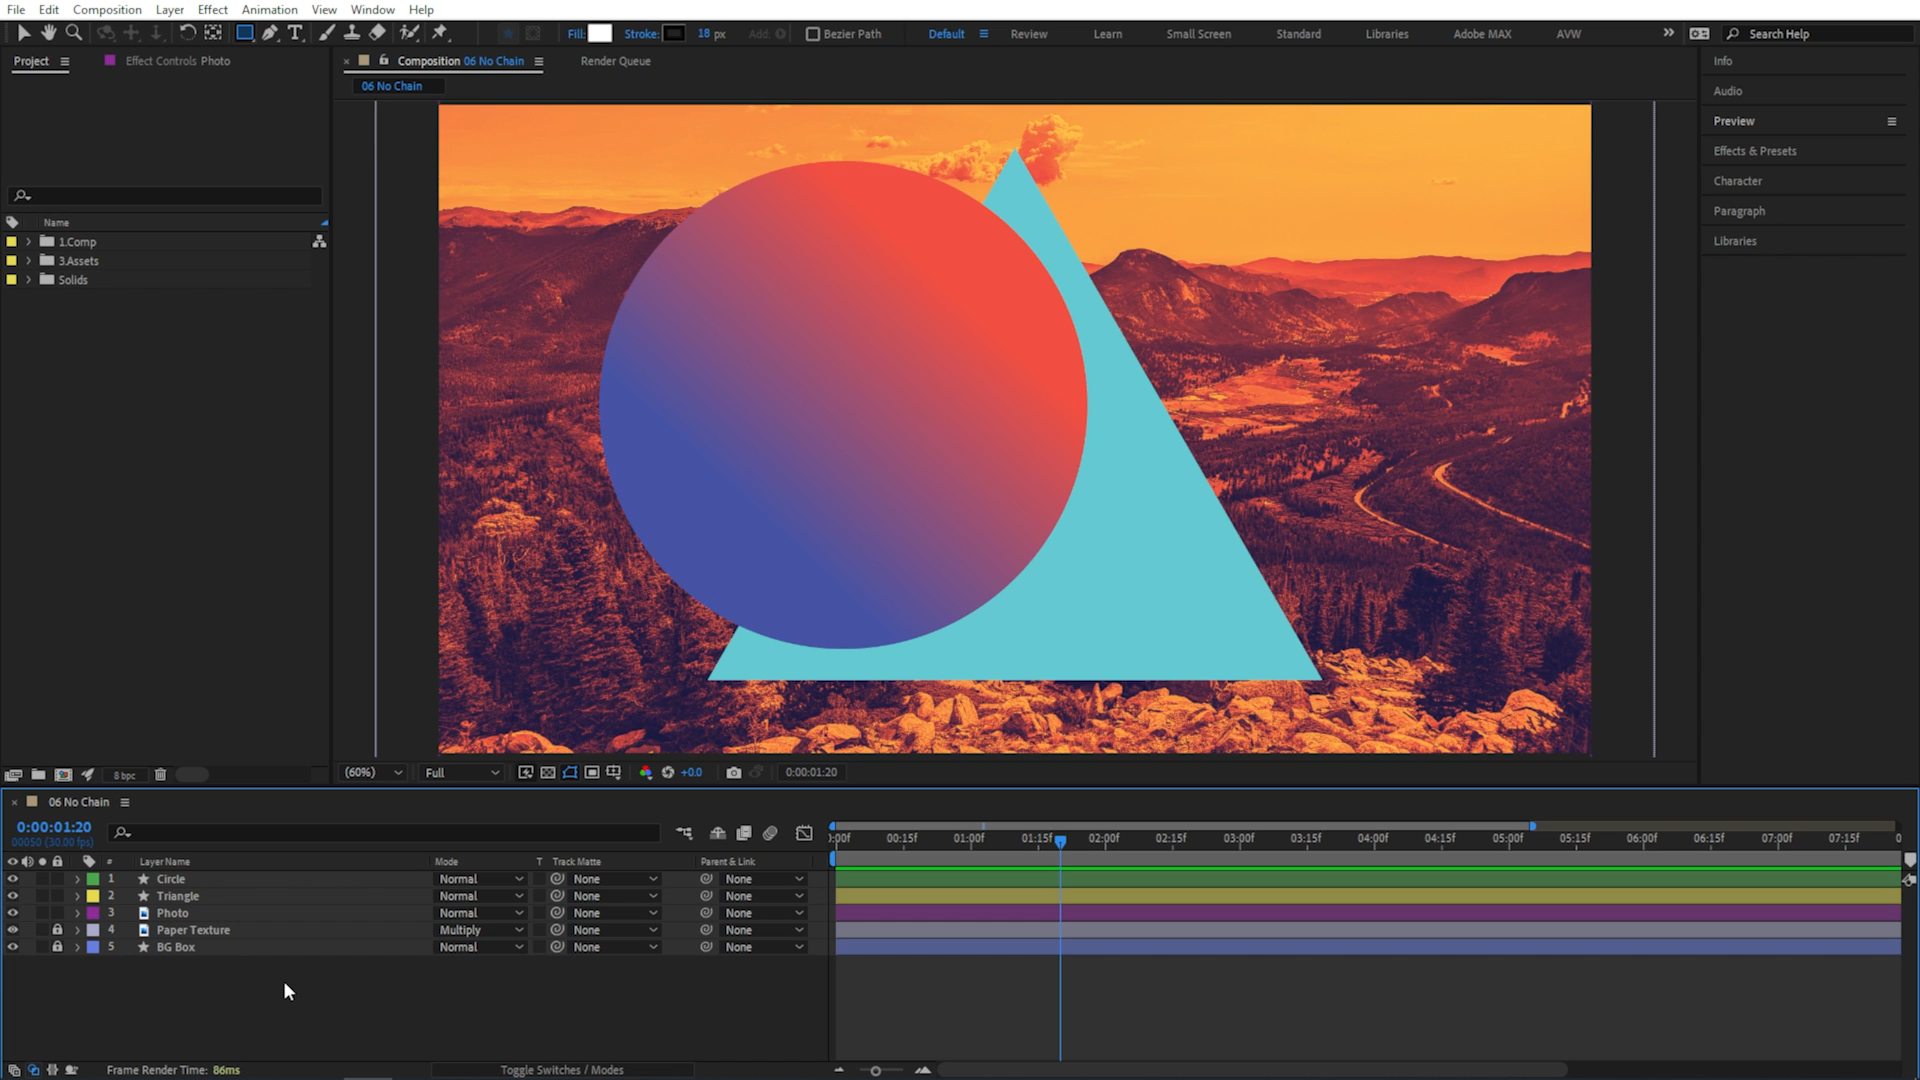 File Edit Composition Layer Effect Animation View Window Help
Fill: Stroke: 18 px Add: Bezier Path Default Review Learn Small Screen Standard Libraries Adobe MAX AVW Search Help
Project Effect Controls Photo
Composition 06 No Chain Render Queue
06 No Chain
Info
Audio
Preview
Effects & Presets
Character
Paragraph
Libraries
Name
1.Comp
3.Assets
Solids
8 bpc
(60%) Full +0.0 0:00:01:20
06 No Chain
0:00:01:20
00050 (30.00 fps)
:00f 00:15f 01:00f 01:15f 02:00f 02:15f 03:00f 03:15f 04:00f 04:15f 05:00f 05:15f 06:00f 06:15f 07:00f 07:15f 0
# Layer Name Mode T Track Matte Parent & Link
1 Circle Normal None None
2 Triangle Normal None None
3 Photo Normal None None
4 Paper Texture Multiply None None
5 BG Box Normal None None
Frame Render Time: 86ms Toggle Switches / Modes